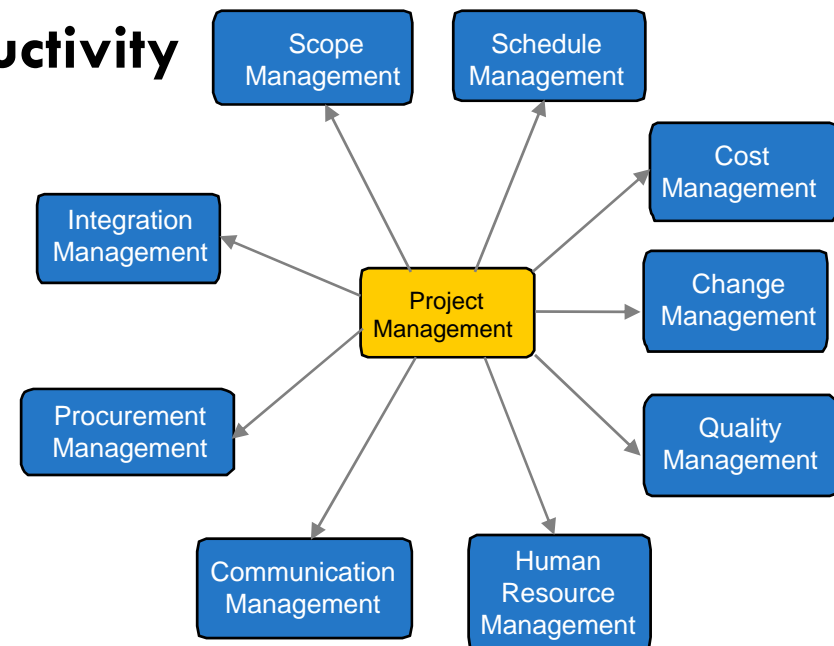 uctivity
Scope
Management
Schedule
Management
Cost
Management
Integration
Management
Change
Management
Project
Management
Procurement
Management
Quality
Management
Communication
Management
Human
Resource
Management